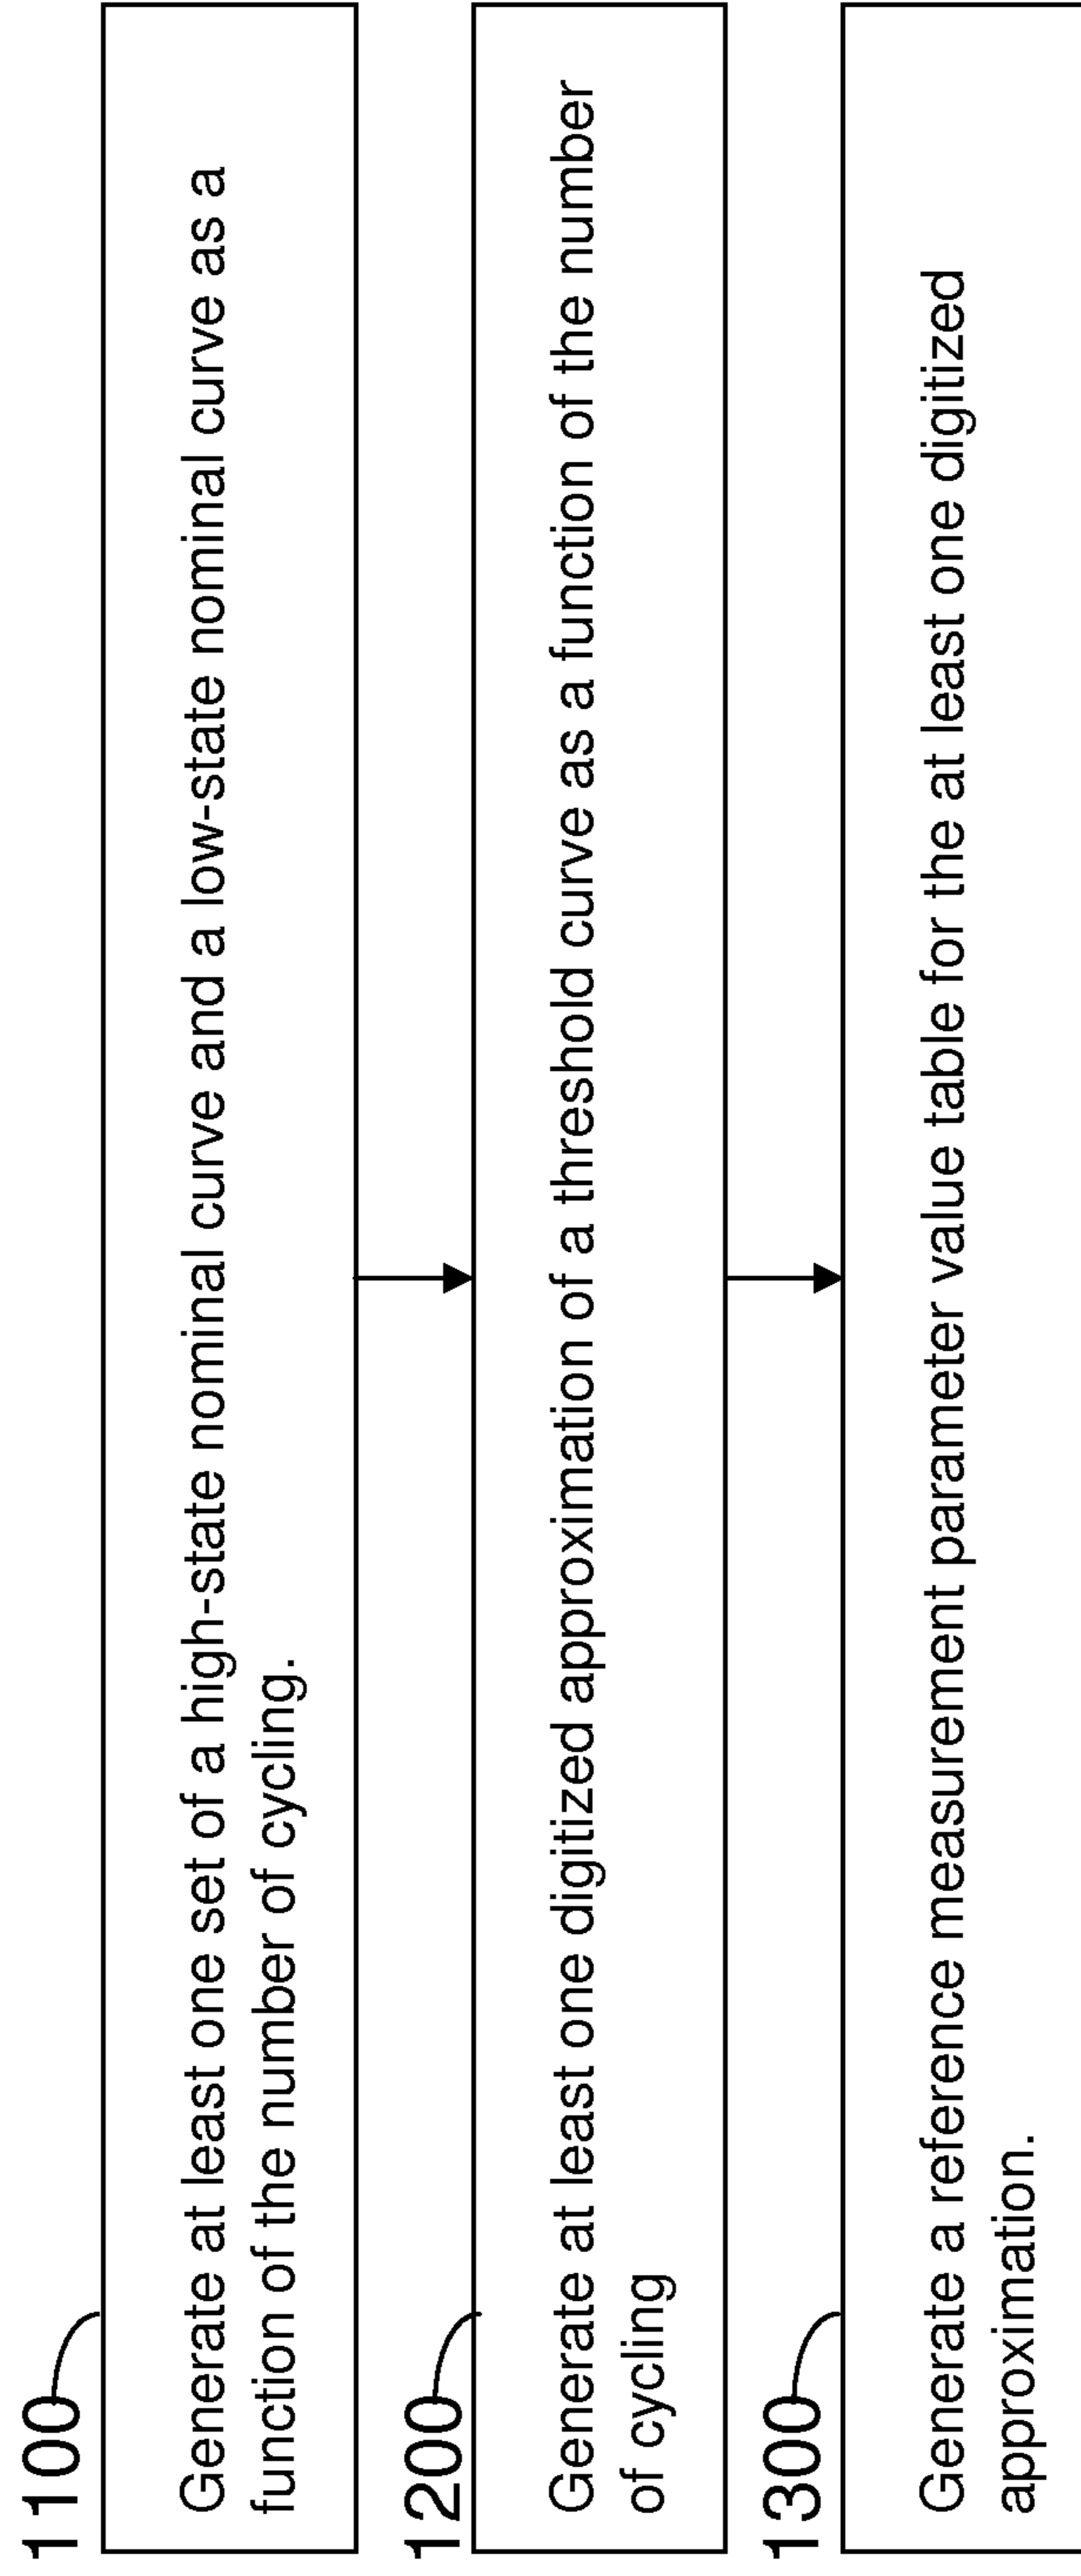 1100
Generate at least one set of a high-state nominal curve and a low-state nominal curve as a
function of the number of cycling.
1200
Generate at least one digitized approximation of a threshold curve as a function of the number
of cycling
1300
Generate a reference measurement parameter value table for the at least one digitized
approximation.